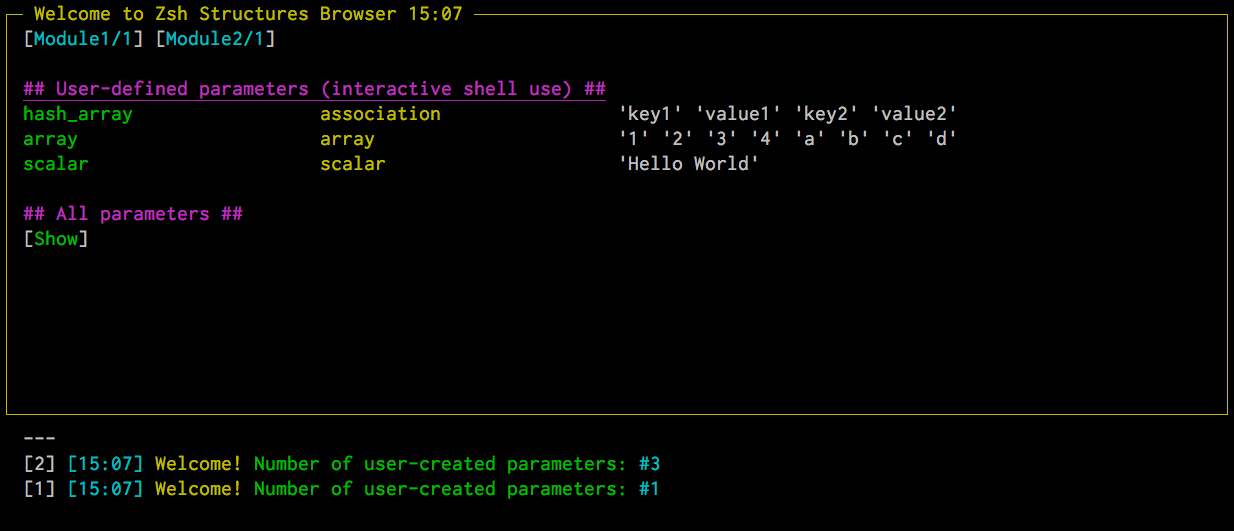 Welcome to Zsh Structures Browser 15:07
[Module1/1] [Module2/1]
## User-defined parameters (interactive shell use) ##
hash_array association 'key1' 'value1' 'key2' 'value2'
array array '1' '2' '3' '4' 'a' 'b' 'c' 'd'
scalar scalar 'Hello World'
## All parameters ##
[Show]
---
[2] [15:07] Welcome! Number of user-created parameters: #3
[1] [15:07] Welcome! Number of user-created parameters: #1